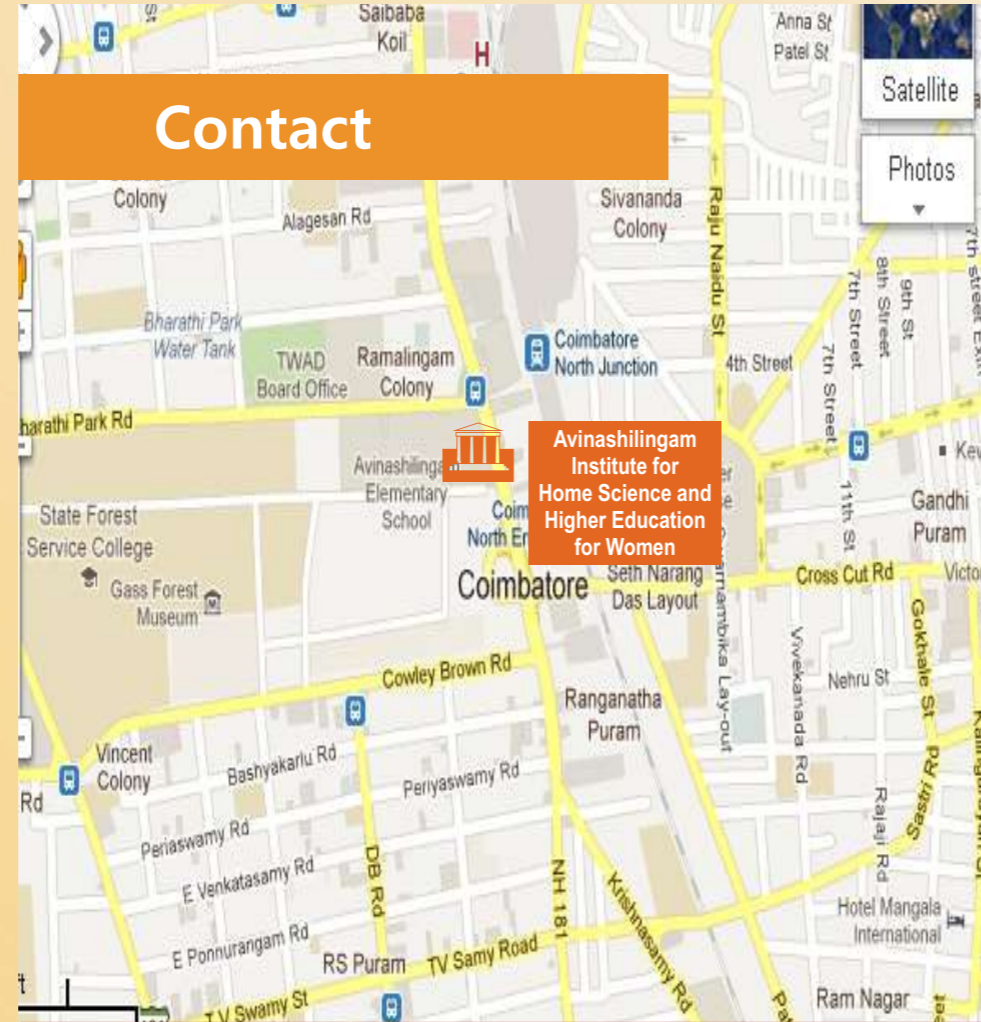 Saibaba
Koil
H
Anna St
Patel St
Satellite
Contact
Photos
Colony
Alagesan Rd
Sivananda
Colony
Raju Naidu St
7th Street
8th Street
9th St
Bharathi Park
Water Tank
TWAD
Board Office
Ramalingam
Colony
Coimbatore
North Junction
4th Street
7th Street
Avinashilingam
Institute for
Home Science and
Higher Education
for Women
Elementary
School
11th St
Gandhi
Puram
State Forest
Service College
Gass Forest
Museum
Coimbatore
Seth Narang
Das Layout
Cross Cut Rd
Gokhale St
Vivekanada Rd
Nehru St
Cowley Brown Rd
Ranganatha
Puram
Vincent
Colony
Rd
Bashyakarlu Rd
Periyaswamy Rd
Periaswamy Rd
E Venkatasamy Rd
DB Rd
NH 181
Krishnasamy Rd
Sastri Rd
Rajaji Rd
Hotel Mangala
International
E Ponnurangam Rd
RS Puram
TV Samy Road
T V Swamy St
Ram Nagar